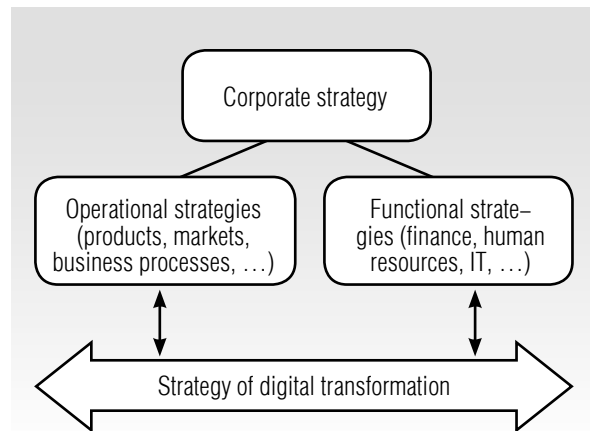 Corporate strategy
Operational strategies
(products, markets,
business processes, …)
Functional strate–
gies (finance, human
resources, IT, …)
Strategy of digital transformation